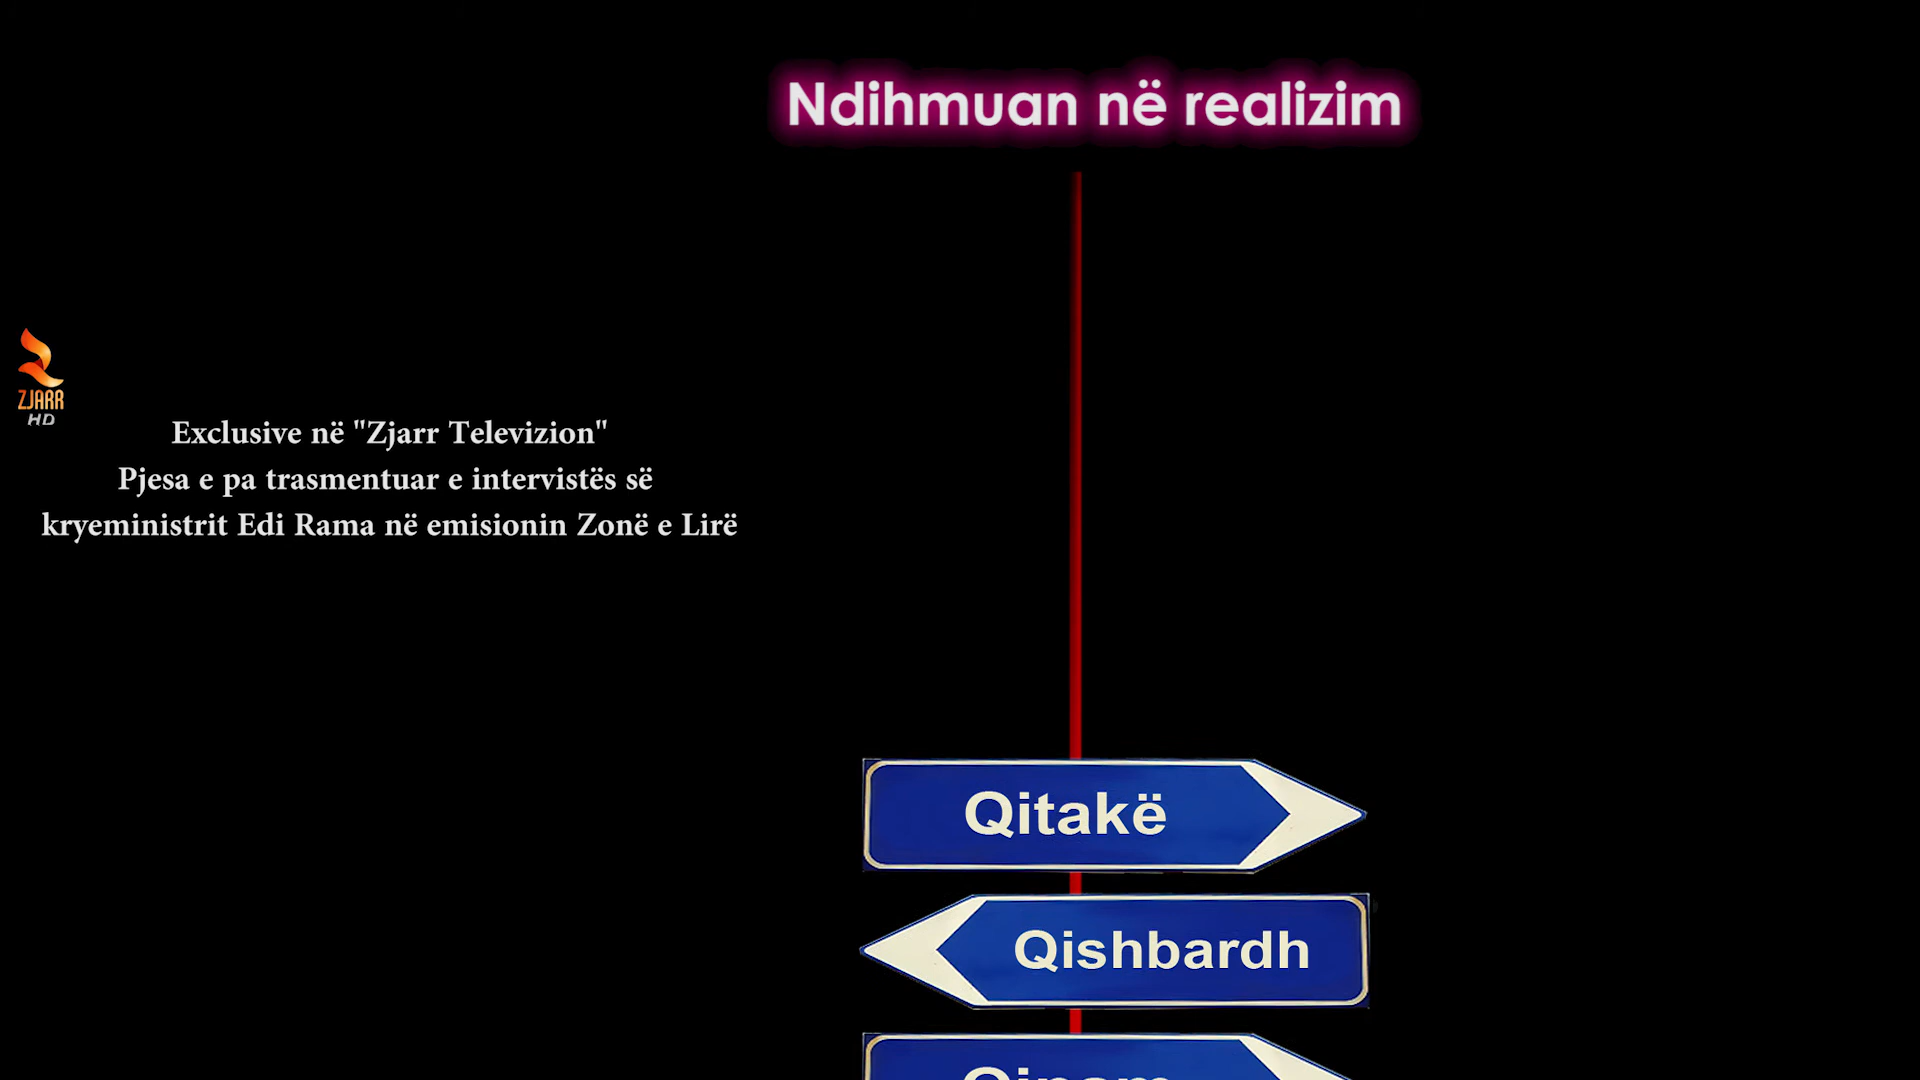 Ndihmuan në realizim
ZJARR
HD
Exclusive në "Zjarr Televizion"
Pjesa e pa trasmentuar e intervistës së
kryeministrit Edi Rama në emisionin Zonë e Lirë
Qitakë
Qishbardh